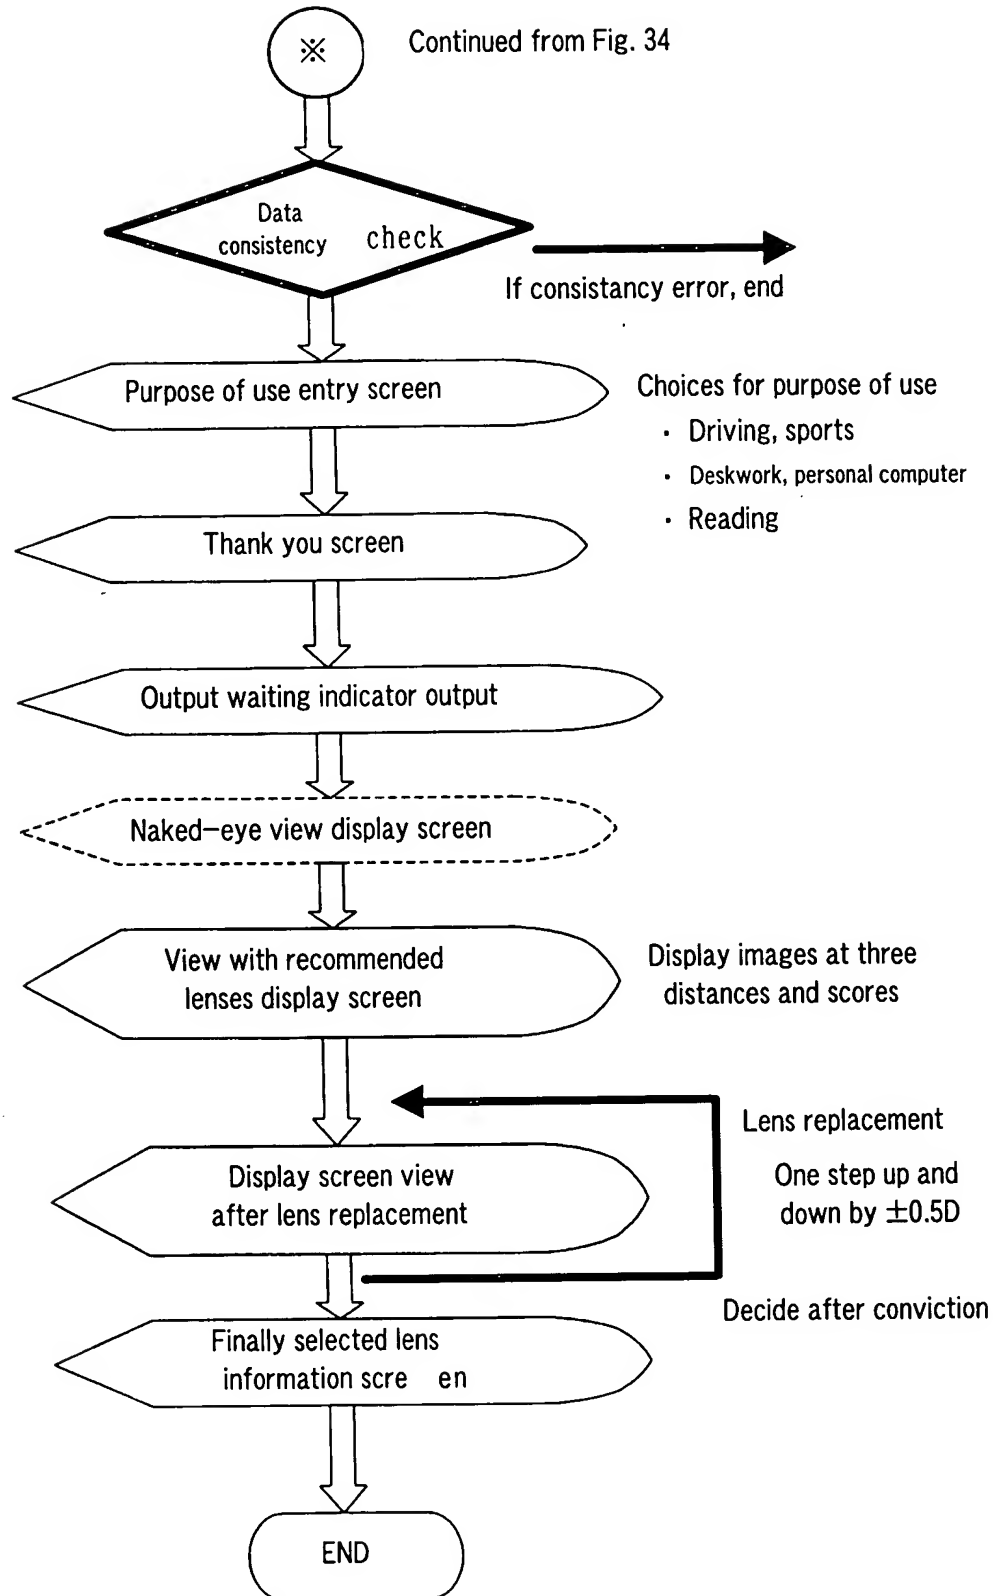 ※
Continued from Fig. 34
Data
consistency check
If consistancy error, end
Purpose of use entry screen
Choices for purpose of use
・ Driving, sports
・ Deskwork, personal computer
・ Reading
Thank you screen
Output waiting indicator output
Naked-eye view display screen
View with recommended
lenses display screen
Display images at three
distances and scores
Lens replacement
One step up and
down by ±0.5D
Display screen view
after lens replacement
Decide after conviction
Finally selected lens
information scre en
END